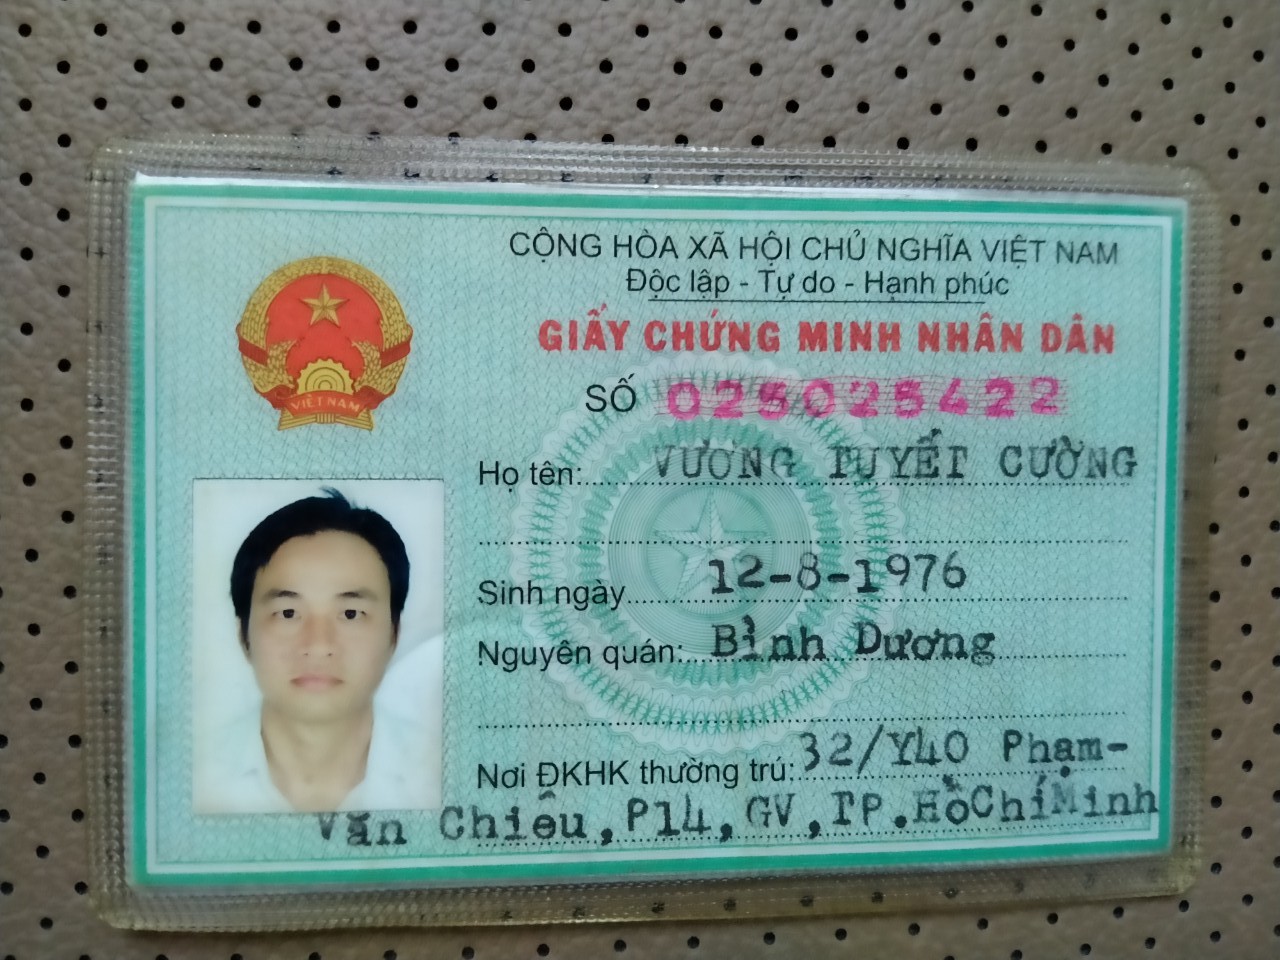 CỘNG HÒA XÃ HỘI CHỦ NGHĨA VIỆT NAM
Độc lập - Tự do - Hạnh phúc
GIẤY CHỨNG MINH NHÂN DÂN
SỐ 025025422
VIỆT NAM
Họ tên: VƯƠNG TUYẾT CƯỜNG
Sinh ngày 12-8-1976
Nguyên quán: Bình Dương
Nơi ĐKHK thường trú: 32/Y40 Phạm-
Văn Chiêu, P14, GV, TP. Hồ Chí Minh